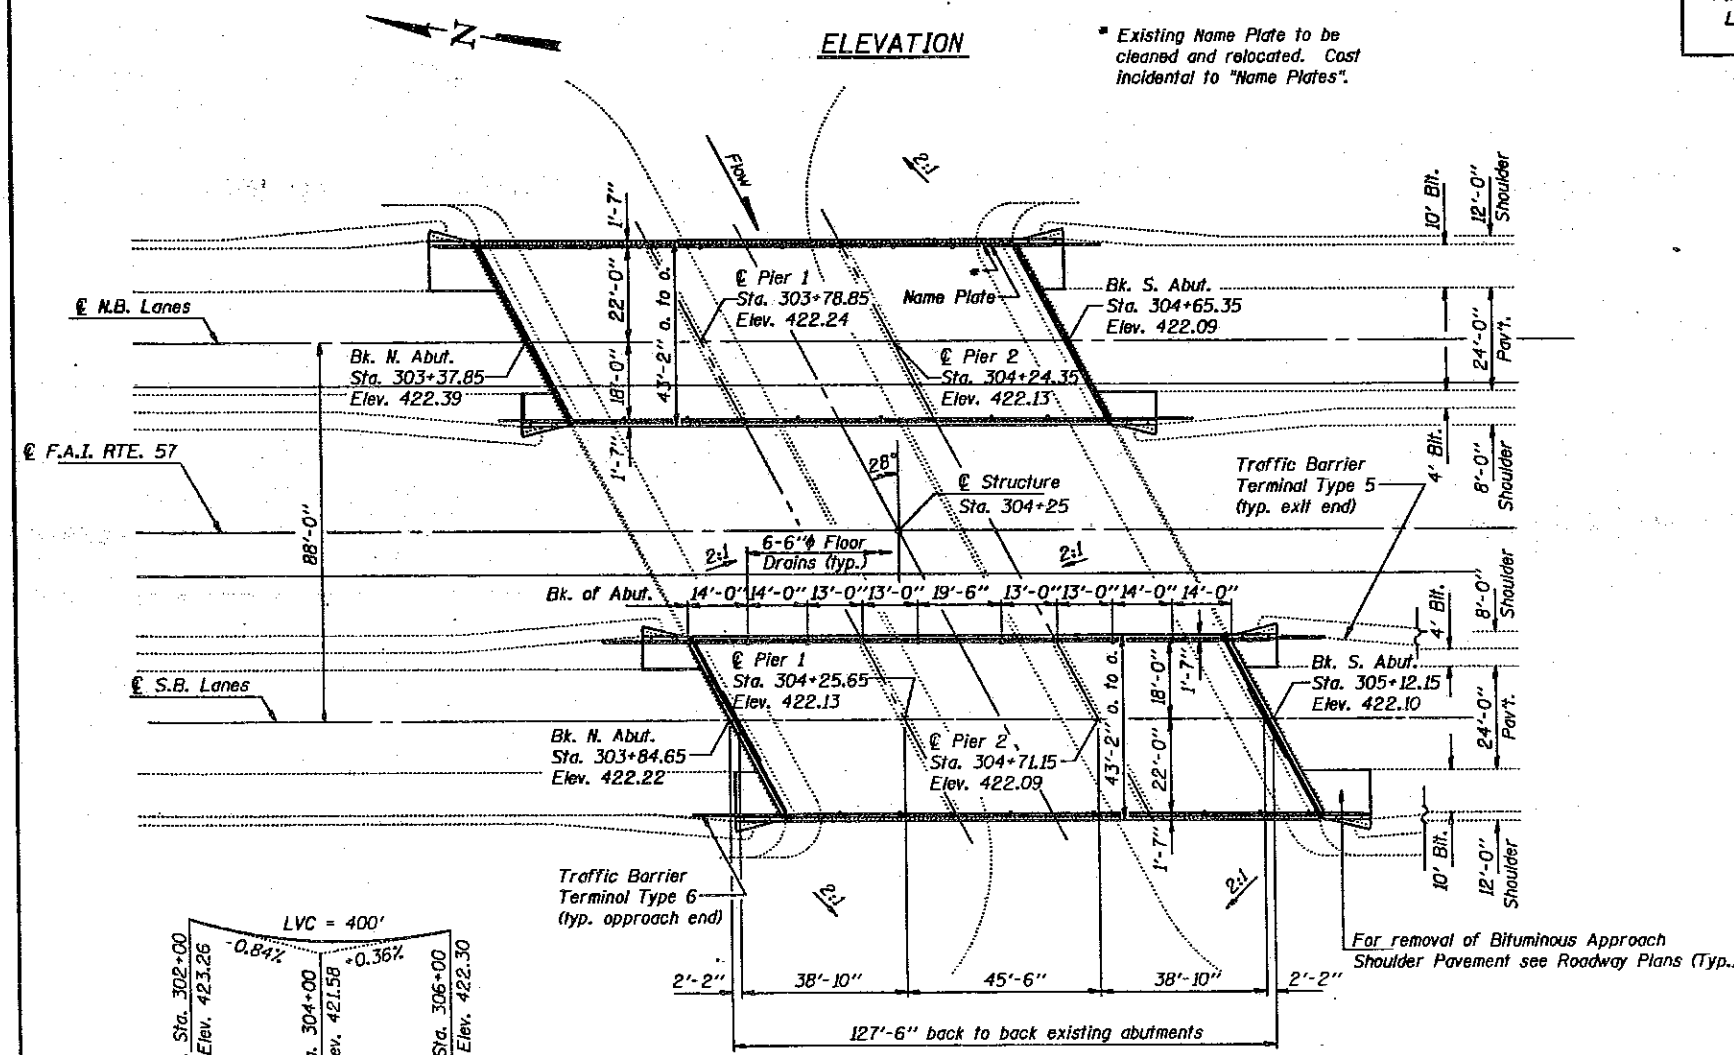 N
ELEVATION
* Existing Name Plate to be
cleaned and relocated. Cost
incidental to "Name Plates".
L
Flow
2:1
1'-7"
22'-0"
18'-0"
43'-2" o. to o.
1'-7"
℄ Pier 1
Sta. 303+78.85
Elev. 422.24
*
Name Plate
Bk. S. Abut.
Sta. 304+65.35
Elev. 422.09
10' Bit.
12'-0"
Shoulder
24'-0"
Pav't.
4' Bit.
8'-0"
Shoulder
℄ N.B. Lanes
Bk. N. Abut.
Sta. 303+37.85
Elev. 422.39
℄ Pier 2
Sta. 304+24.35
Elev. 422.13
℄ F.A.I. RTE. 57
28°
℄ Structure
Sta. 304+25
Traffic Barrier
Terminal Type 5
(typ. exit end)
88'-0"
2:1
6-6"ϕ Floor
Drains (typ.)
2:1
Bk. of Abut.
14'-0" 14'-0" 13'-0" 13'-0" 19'-6" 13'-0" 13'-0" 14'-0" 14'-0"
8'-0"
Shoulder
4' Bit.
24'-0"
Pav't.
10' Bit.
12'-0"
Shoulder
℄ S.B. Lanes
℄ Pier 1
Sta. 304+25.65
Elev. 422.13
1'-7"
18'-0"
43'-2" o. to o.
22'-0"
1'-7"
Bk. S. Abut.
Sta. 305+12.15
Elev. 422.10
Bk. N. Abut.
Sta. 303+84.65
Elev. 422.22
℄ Pier 2
Sta. 304+71.15
Elev. 422.09
Traffic Barrier
Terminal Type 6
(typ. approach end)
2:1
2:1
For removal of Bituminous Approach
Shoulder Pavement see Roadway Plans (Typ.
2'-2" 38'-10" 45'-6" 38'-10" 2'-2"
127'-6" back to back existing abutments
LVC = 400'
-0.84%
+0.36%
Sta. 302+00
Elev. 423.26
a. 304+00
ev. 421.58
Sta. 306+00
Elev. 422.30